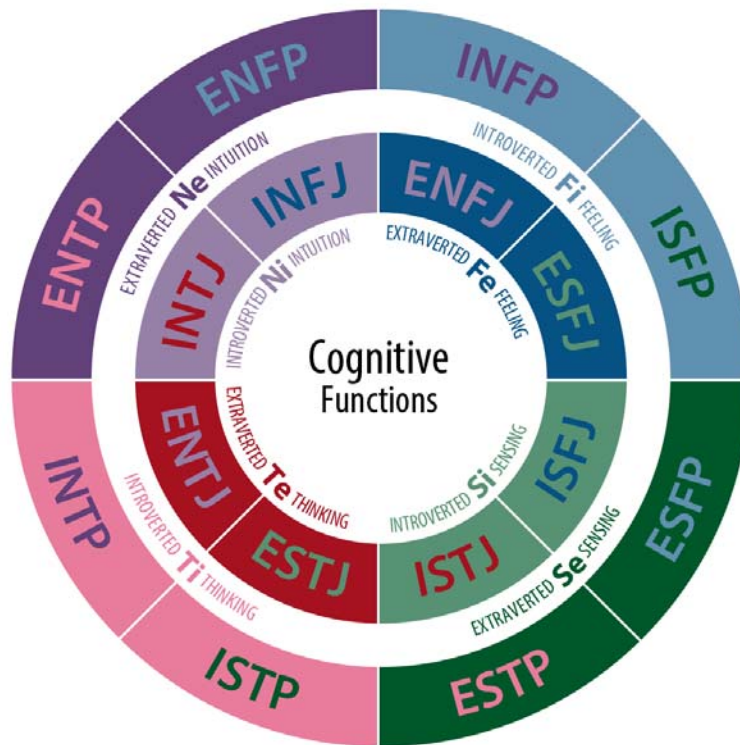 ENFP
INFP
ENTP
ISFP
EXTRAVERTED Ne INTUITION
INTROVERTED Fi FEELING
INFJ
ENFJ
INTJ
ESFJ
INTROVERTED Ni INTUITION
EXTRAVERTED Fe FEELING
Cognitive
Functions
EXTRAVERTED Te THINKING
INTROVERTED Si SENSING
ENTJ
ISFJ
ESTJ
ISTJ
INTROVERTED Ti THINKING
EXTRAVERTED Se SENSING
INTP
ESFP
ISTP
ESTP